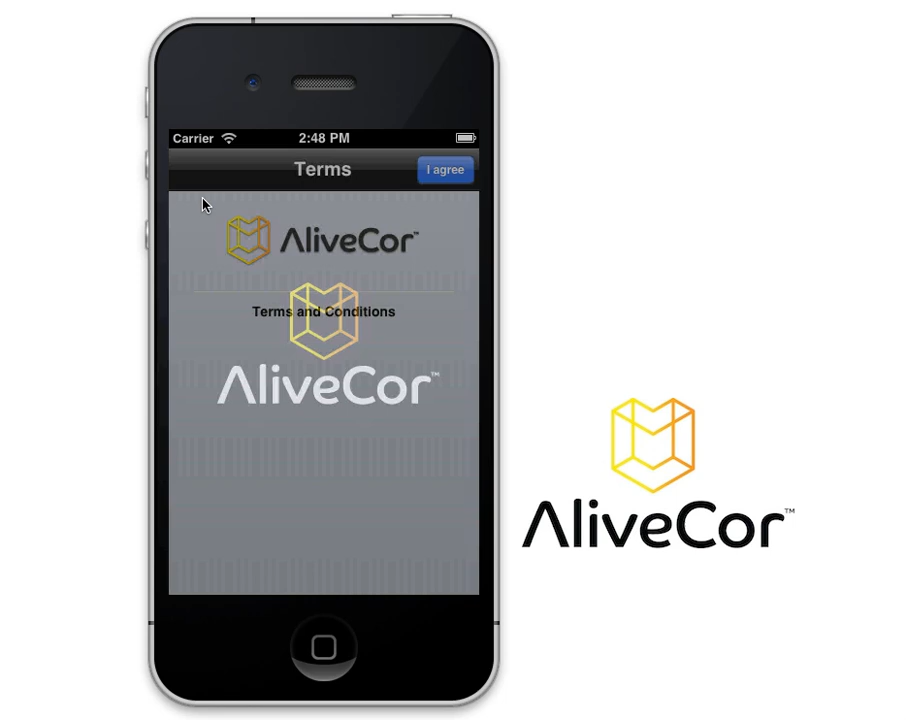 Carrier 2:48 PM
Terms I agree
AliveCor™
Terms and Conditions
AliveCor™
AliveCor™